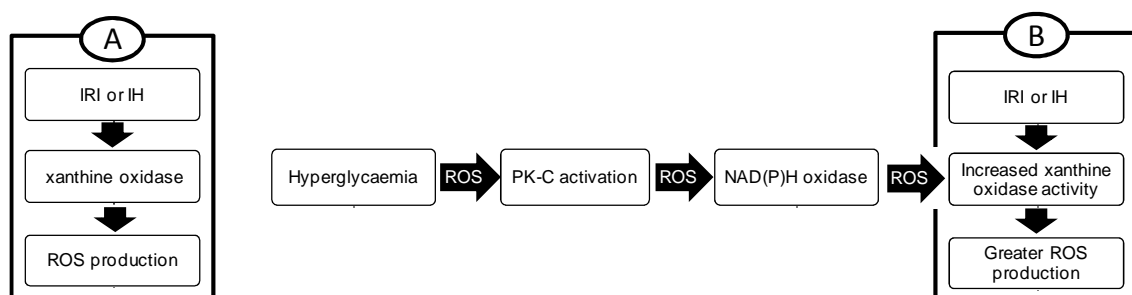 A
IRI or IH
xanthine oxidase
ROS production
Hyperglycaemia
ROS
PK-C activation
ROS
NAD(P)H oxidase
ROS
B
IRI or IH
Increased xanthine
oxidase activity
Greater ROS
production